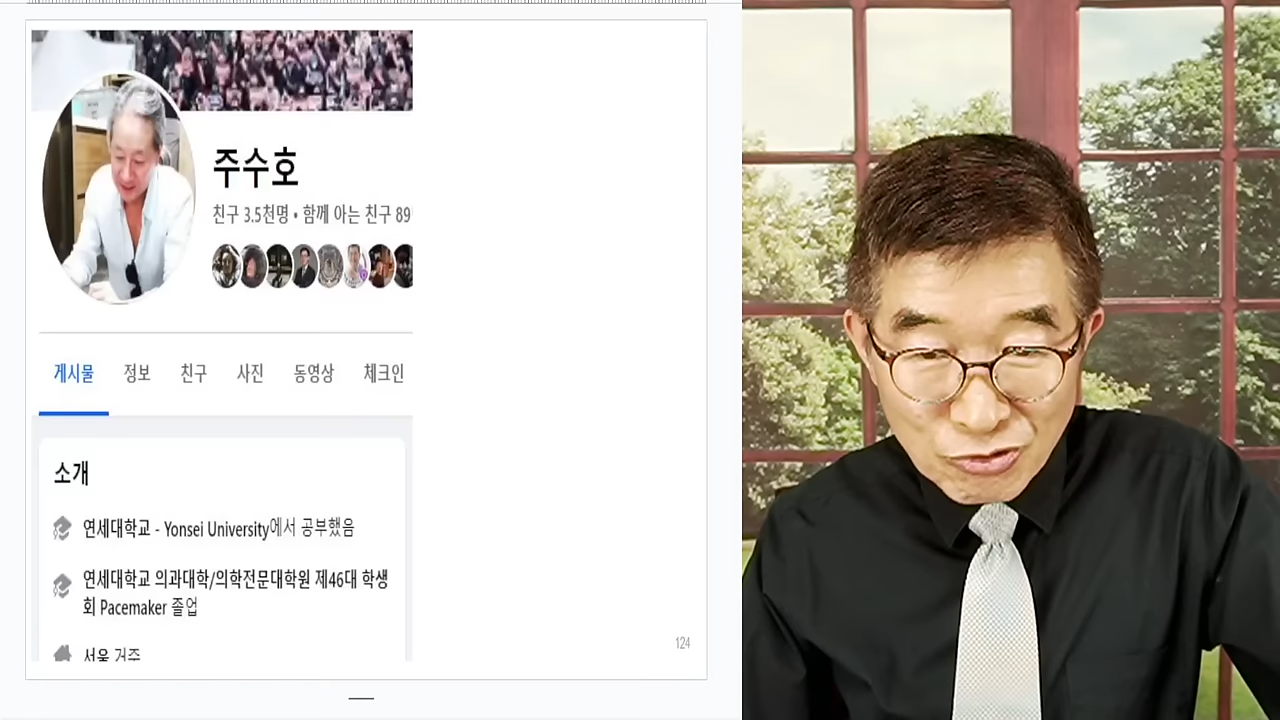 주수호
친구 3.5천명 • 함께 아는 친구 89
게시물 정보 친구 사진 동영상 체크인
소개
연세대학교 - Yonsei University에서 공부했음
연세대학교 의과대학/의학전문대학원 제46대 학생
회 Pacemaker 졸업
서울 거주
124